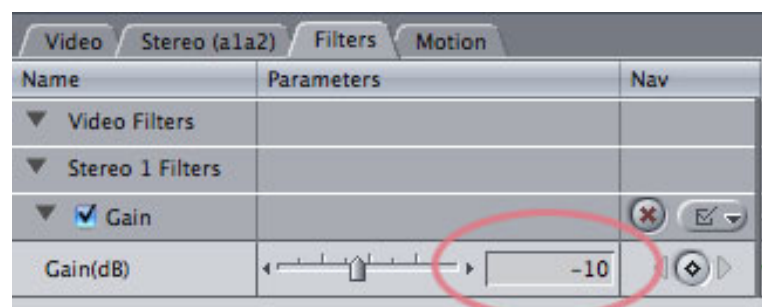 Video Stereo (a1a2) Filters Motion
Name Parameters Nav
Video Filters
Stereo 1 Filters
Gain
Gain(dB) -10